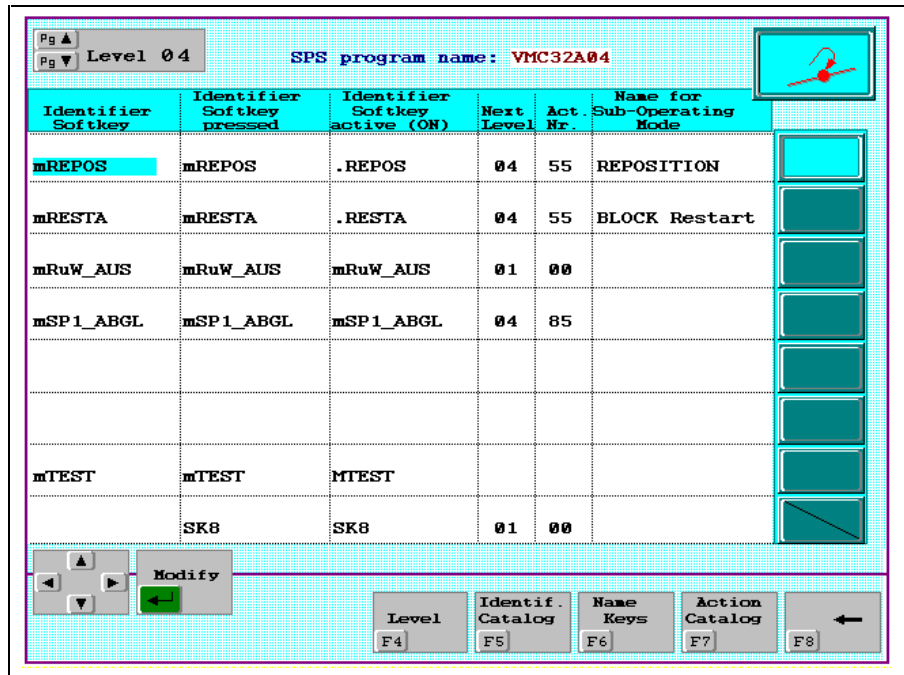 Pg ▲
Pg ▼ Level 04 SPS program name: VMC32A04
Identifier Softkey Identifier Softkey pressed Identifier Softkey active (ON) Next Level Act. Nr. Name for Sub-Operating Mode
mREPOS mREPOS .REPOS 04 55 REPOSITION
mRESTA mRESTA .RESTA 04 55 BLOCK Restart
mRuW_AUS mRuW_AUS mRuW_AUS 01 00
mSP1_ABGL mSP1_ABGL mSP1_ABGL 04 85
mTEST mTEST MTEST
SK8 SK8 01 00
Modify
Level Identif. Catalog Name Keys Action Catalog
F4 F5 F6 F7 F8